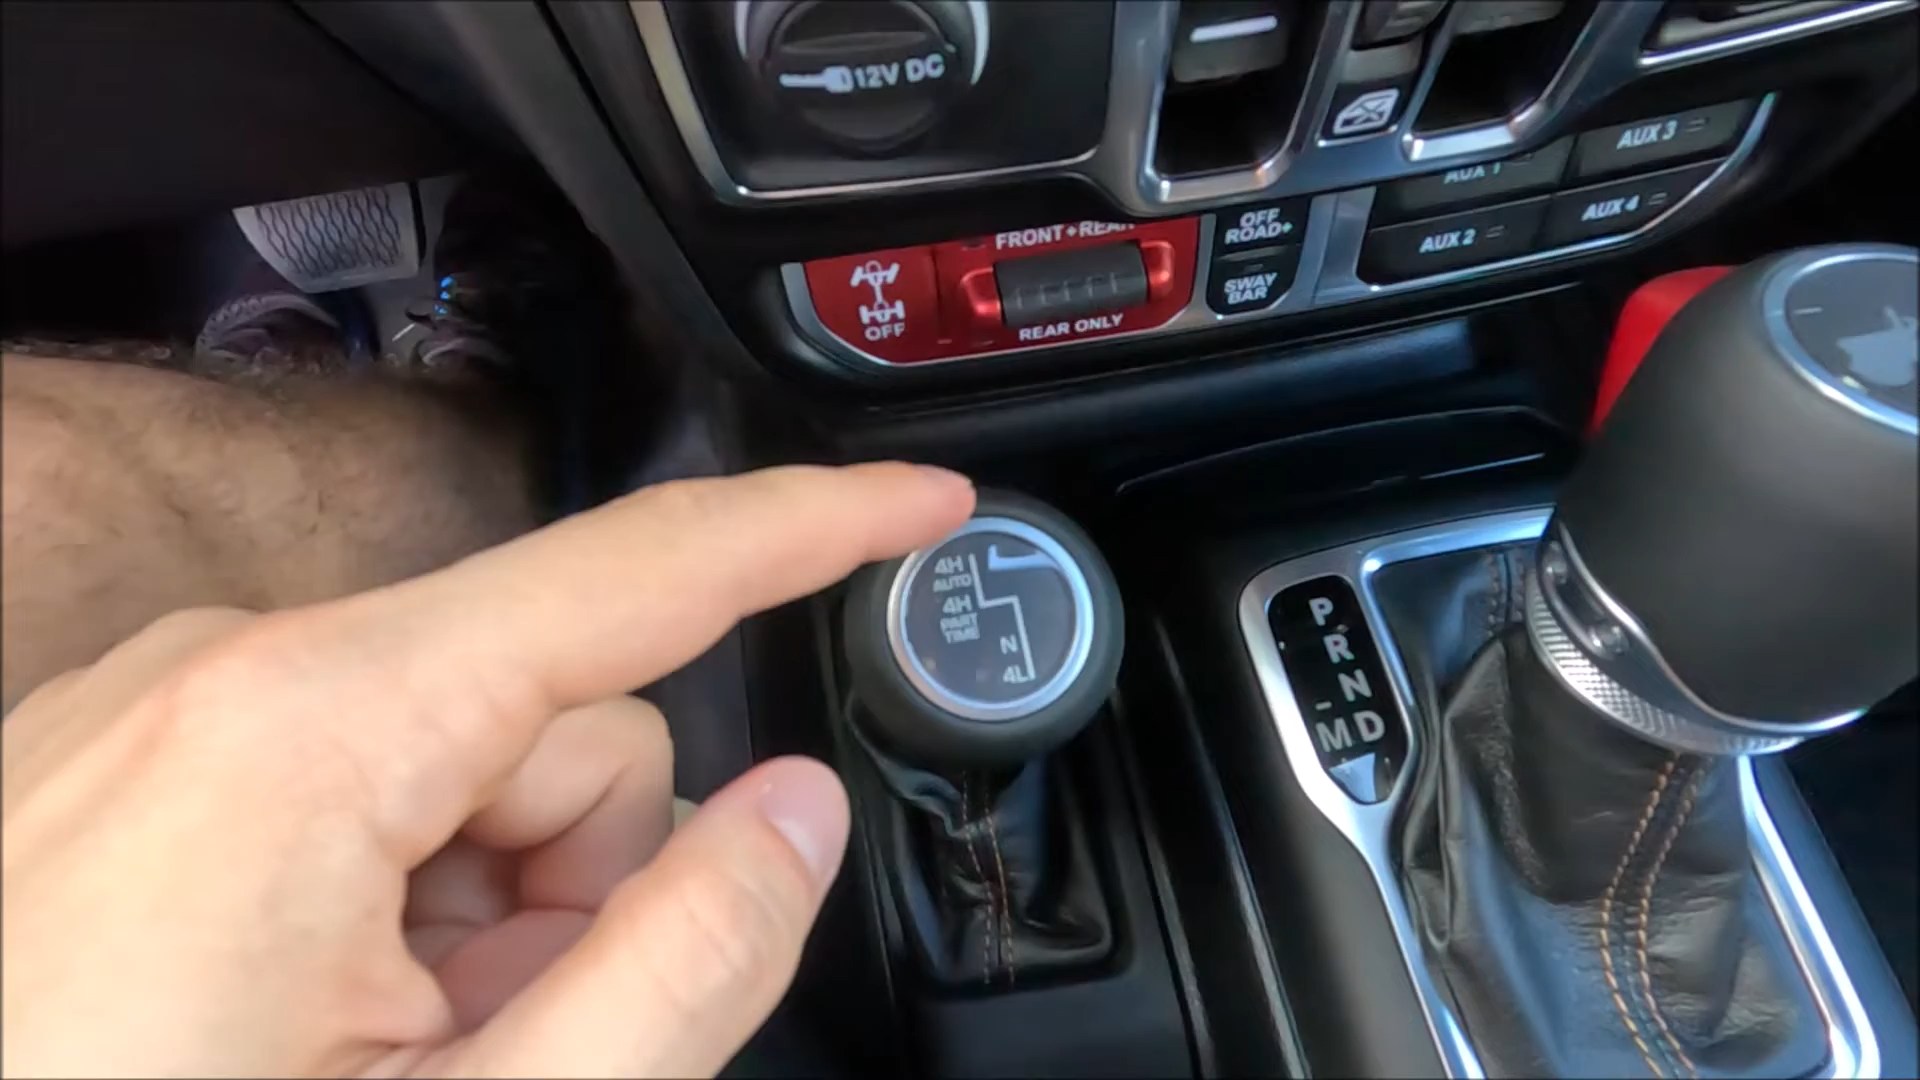 12V DC
FRONT+REAR
OFF
REAR ONLY
OFF
ROAD+
SWAY
BAR
AUX 1
AUX 3
AUX 2
AUX 4
4H
AUTO
4H
PART
TIME
N
4L
P
R
N
D
M